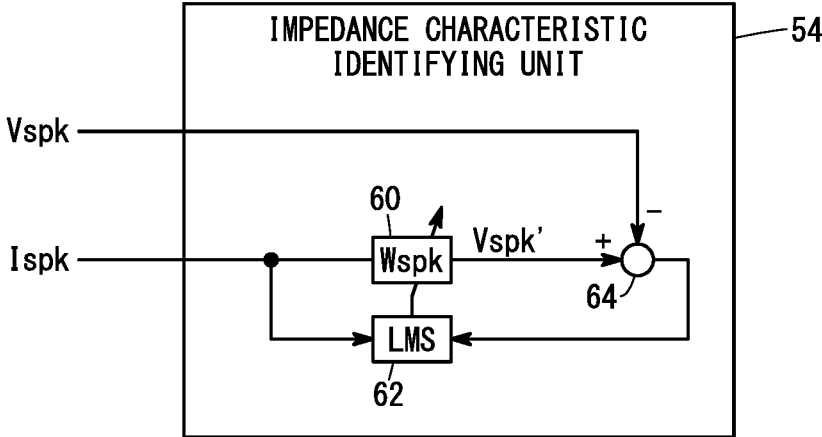 IMPEDANCE CHARACTERISTIC
IDENTIFYING UNIT
54
Vspk
60
−
Ispk
Wspk
Vspk'
+
64
LMS
62